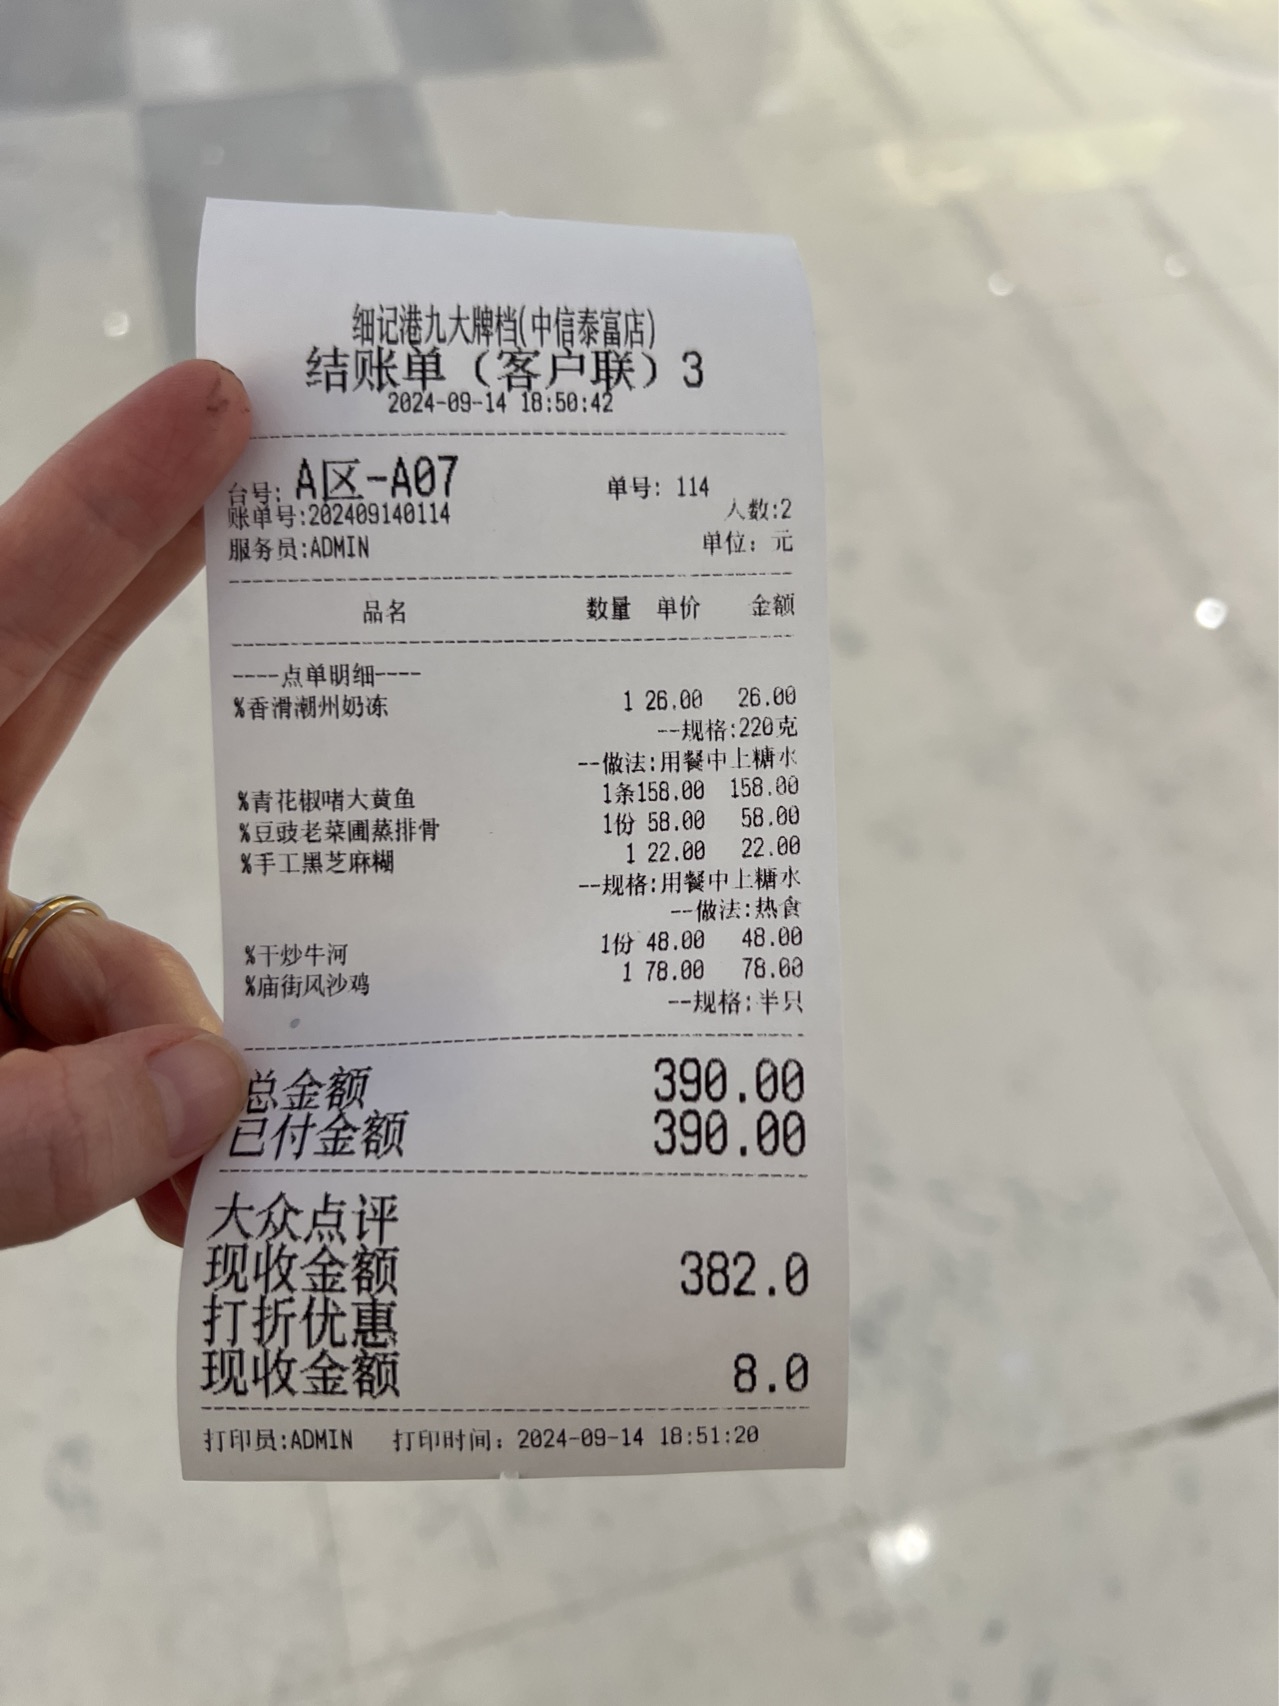 细记港九大牌档(中信泰富店)
结账单（客户联）3
2024-09-14 18:50:42
台号: A区-A07 单号: 114
账单号:202409140114 人数:2
服务员:ADMIN 单位: 元
品名 数量 单价 金额
----点单明细----
%香滑潮州奶冻 1 26.00 26.00
--规格:220克
--做法:用餐中上糖水
%青花椒啫大黄鱼 1条158.00 158.00
%豆豉老菜圃蒸排骨 1份 58.00 58.00
%手工黑芝麻糊 1 22.00 22.00
--规格:用餐中上糖水
--做法:热食
%干炒牛河 1份 48.00 48.00
%庙街风沙鸡 1 78.00 78.00
--规格:半只
总金额 390.00
已付金额 390.00
大众点评
现收金额 382.0
打折优惠
现收金额 8.0
打印员:ADMIN 打印时间: 2024-09-14 18:51:20